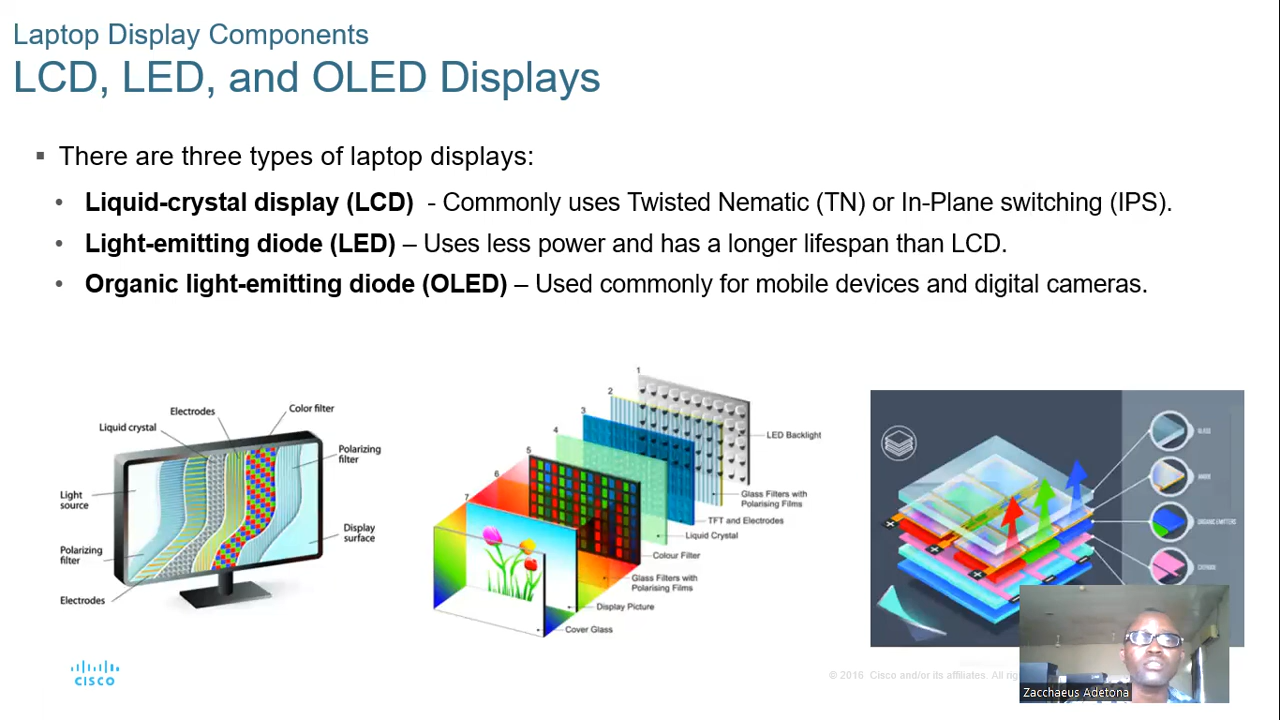 Laptop Display Components
LCD, LED, and OLED Displays
▪ There are three types of laptop displays:
• Liquid-crystal display (LCD) - Commonly uses Twisted Nematic (TN) or In-Plane switching (IPS).
• Light-emitting diode (LED) – Uses less power and has a longer lifespan than LCD.
• Organic light-emitting diode (OLED) – Used commonly for mobile devices and digital cameras.
Electrodes
Color filter
Liquid crystal
Polarizing
filter
Light
source
Display
surface
Polarizing
filter
Electrodes
1
2
3
4
5
6
7
LED Backlight
Glass Filters with
Polarising Films
TFT and Electrodes
Liquid Crystal
Colour Filter
Glass Filters with
Polarising Films
Display Picture
Cover Glass
GLASS
ANODE
ORGANIC EMITTERS
CATHODE
CISCO
© 2016 Cisco and/or its affiliates. All
Zacchaeus Adetona